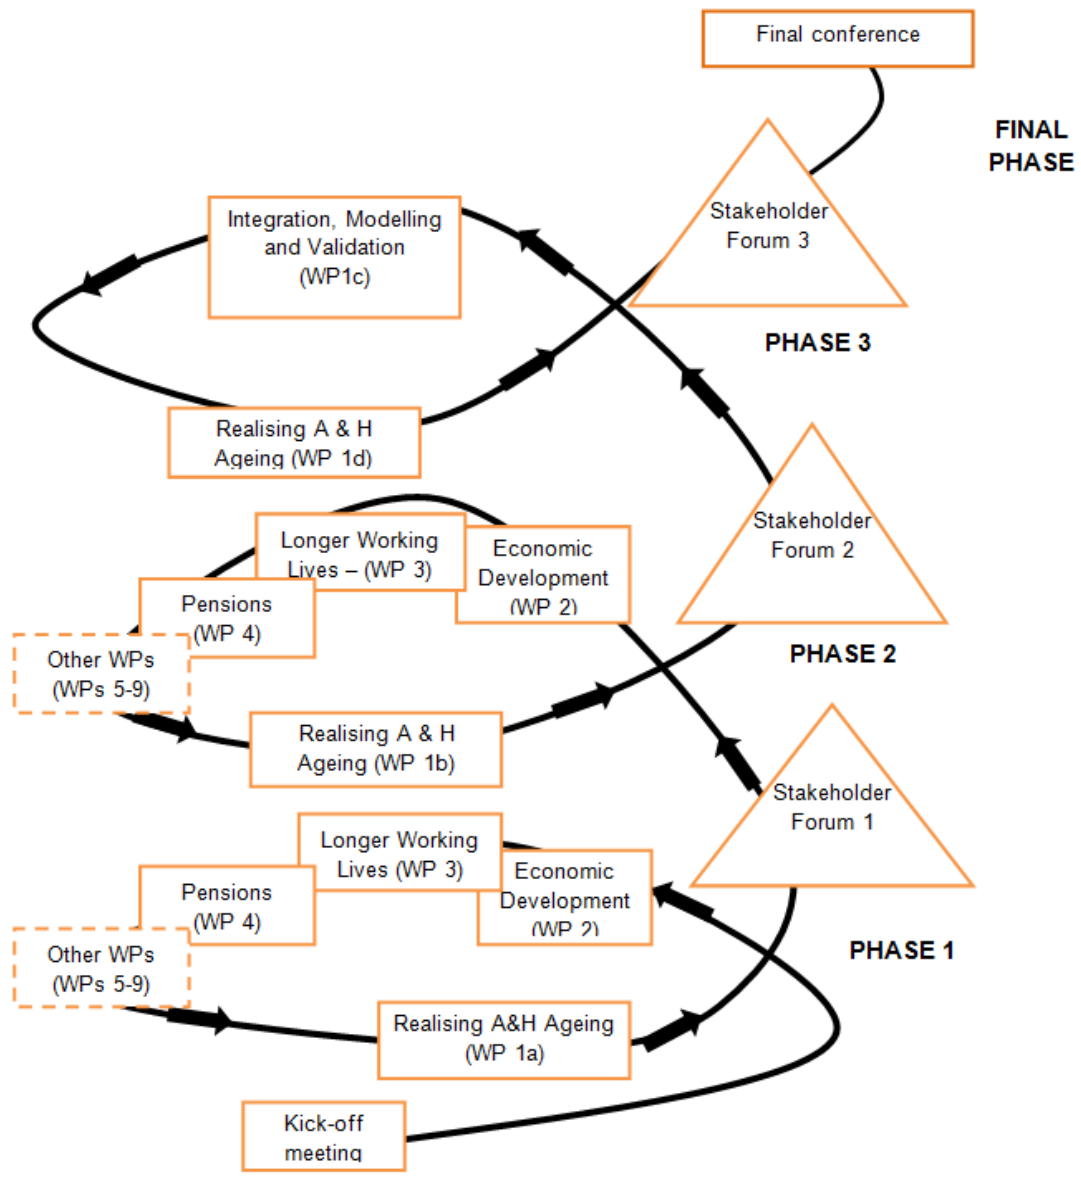 Final conference
FINAL
PHASE
Stakeholder
Forum 3
Integration, Modelling
and Validation
(WP1c)
PHASE 3
Realising A & H
Ageing (WP 1d)
Stakeholder
Forum 2
Longer Working
Lives – (WP 3)
Economic
Development
(WP 2)
Pensions
(WP 4)
Other WPs
(WPs 5-9)
PHASE 2
Realising A & H
Ageing (WP 1b)
Stakeholder
Forum 1
Longer Working
Lives (WP 3)
Economic
Development
(WP 2)
Pensions
(WP 4)
Other WPs
(WPs 5-9)
PHASE 1
Realising A&H Ageing
(WP 1a)
Kick-off
meeting